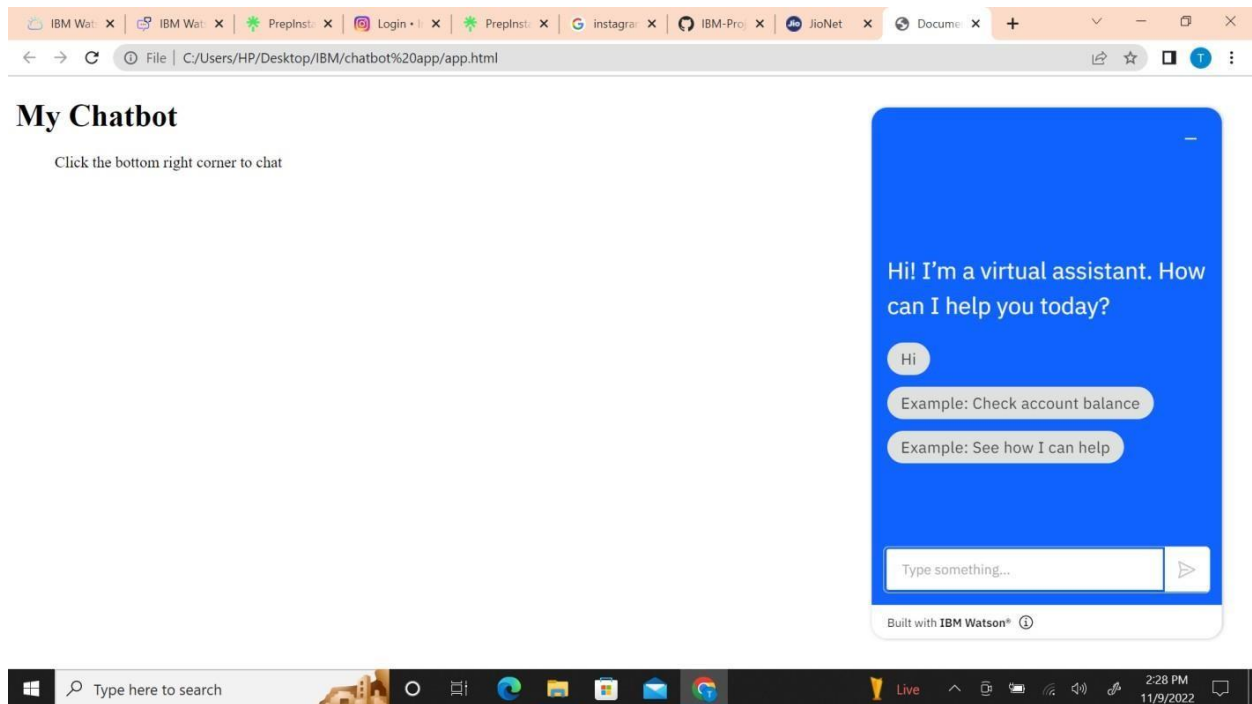 IBM Wat
IBM Wat
PrepInsta
Login • In
PrepInsta
instagram
IBM-Proj
JioNet
Docume
File | C:/Users/HP/Desktop/IBM/chatbot%20app/app.html
T
My Chatbot
Click the bottom right corner to chat
Hi! I’m a virtual assistant. How
can I help you today?
Hi
Example: Check account balance
Example: See how I can help
Type something...
Built with IBM Watson®
Type here to search
Live
2:28 PM
11/9/2022